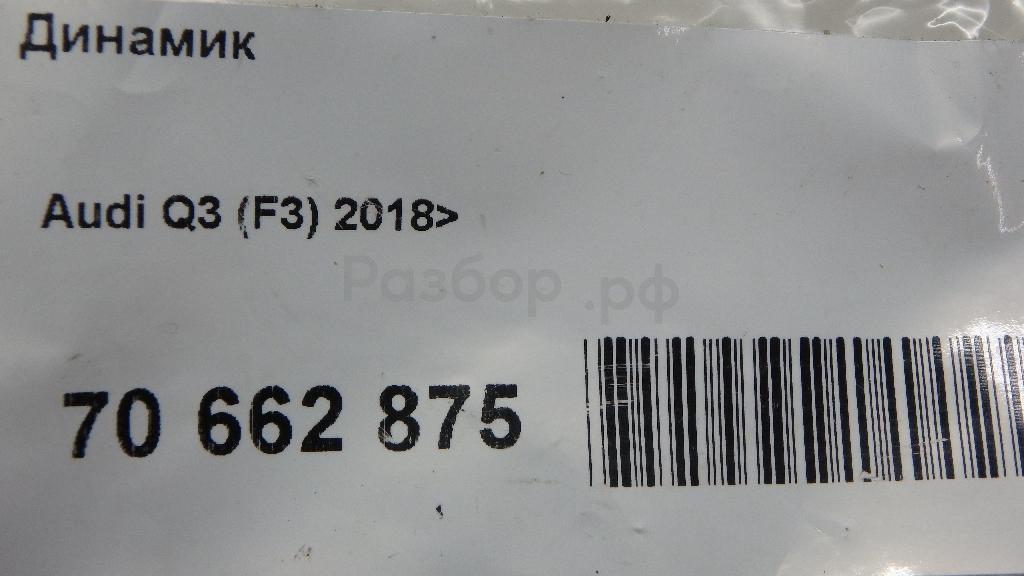 Динамик
Audi Q3 (F3) 2018>
Разбор.рф
70 662 875